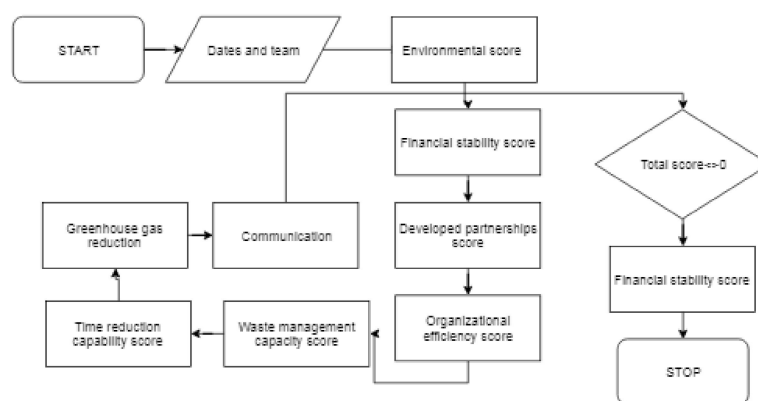 START
Dates and team
Environmental score
Financial stability score
Total score<>0
Greenhouse gas
reduction
Communication
Developed partnerships
score
Financial stability score
Time reduction
capability score
Waste management
capacity score
Organizational
efficiency score
STOP